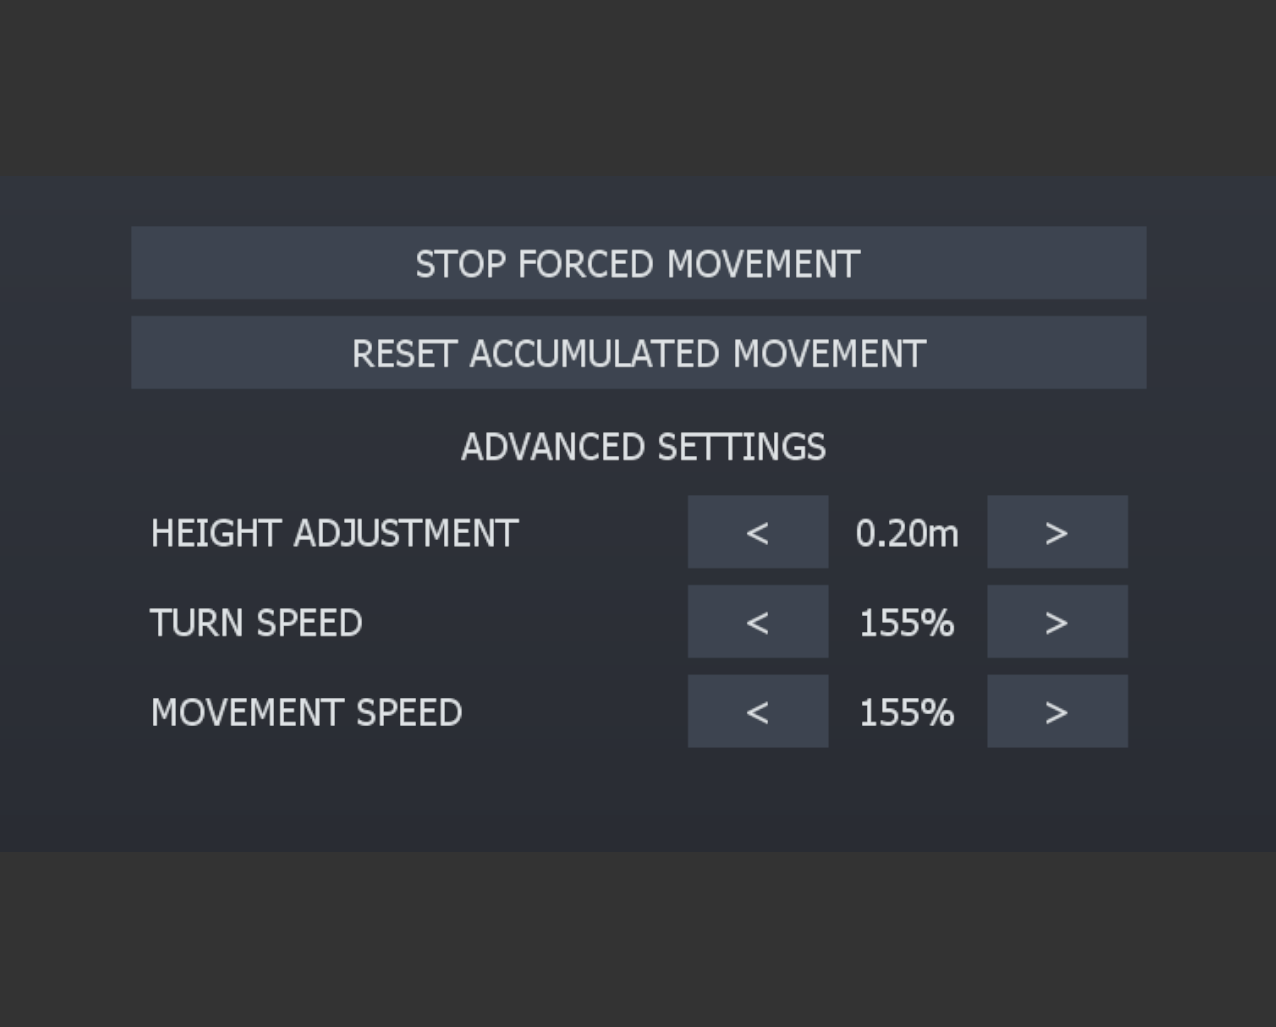 STOP FORCED MOVEMENT
RESET ACCUMULATED MOVEMENT
ADVANCED SETTINGS
HEIGHT ADJUSTMENT < 0.20m >
TURN SPEED < 155% >
MOVEMENT SPEED < 155% >